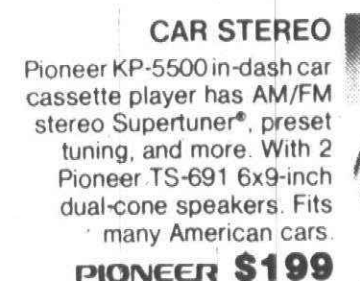 CAR STEREO
Pioneer KP-5500 in-dash car
cassette player has AM/FM
stereo Supertuner®, preset
tuning, and more. With 2
Pioneer TS-691 6x9-inch
dual-cone speakers. Fits
many American cars.
PIONEER $199